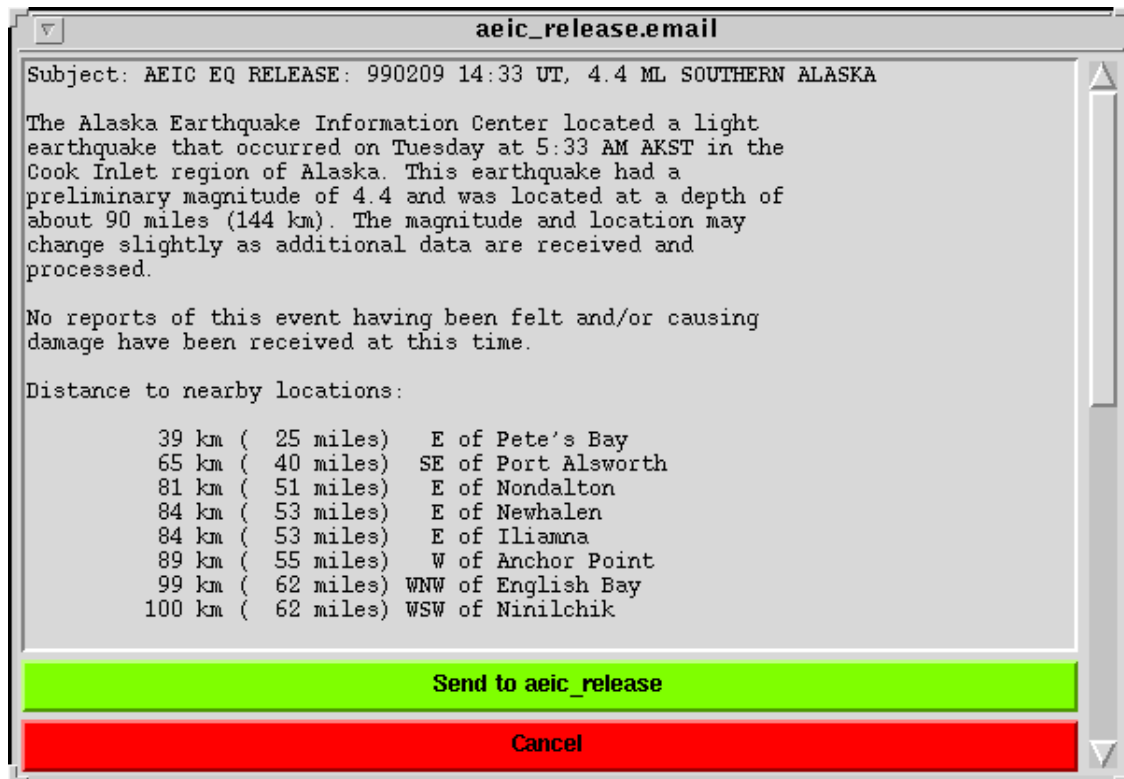 aeic_release.email
Subject: AEIC EQ RELEASE: 990209 14:33 UT, 4.4 ML SOUTHERN ALASKA
The Alaska Earthquake Information Center located a light
earthquake that occurred on Tuesday at 5:33 AM AKST in the
Cook Inlet region of Alaska. This earthquake had a
preliminary magnitude of 4.4 and was located at a depth of
about 90 miles (144 km). The magnitude and location may
change slightly as additional data are received and
processed.
No reports of this event having been felt and/or causing
damage have been received at this time.
Distance to nearby locations:
39 km (  25 miles)   E of Pete's Bay
65 km (  40 miles)  SE of Port Alsworth
81 km (  51 miles)   E of Nondalton
84 km (  53 miles)   E of Newhalen
84 km (  53 miles)   E of Iliamna
89 km (  55 miles)   W of Anchor Point
99 km (  62 miles) WNW of English Bay
100 km (  62 miles) WSW of Ninilchik
Send to aeic_release
Cancel